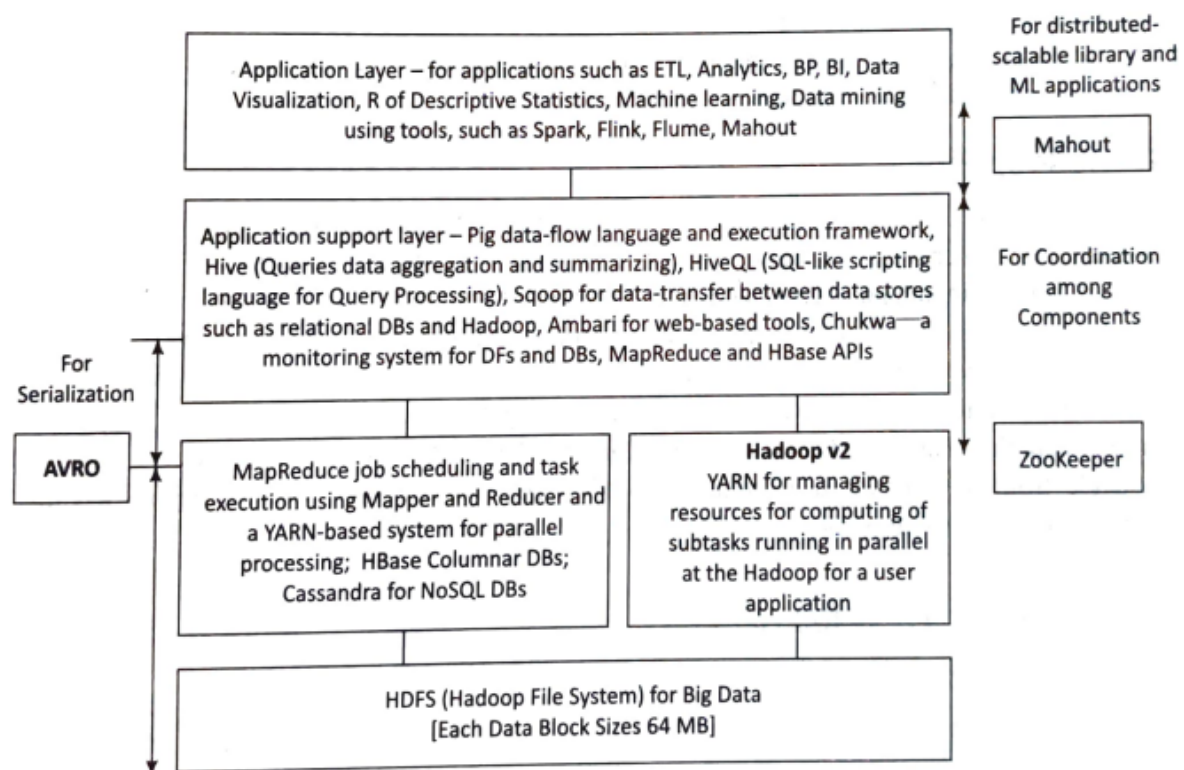 Application Layer – for applications such as ETL, Analytics, BP, BI, Data
Visualization, R of Descriptive Statistics, Machine learning, Data mining
using tools, such as Spark, Flink, Flume, Mahout
For distributed-
scalable library and
ML applications
Mahout
Application support layer – Pig data-flow language and execution framework,
Hive (Queries data aggregation and summarizing), HiveQL (SQL-like scripting
language for Query Processing), Sqoop for data-transfer between data stores
such as relational DBs and Hadoop, Ambari for web-based tools, Chukwa—a
monitoring system for DFs and DBs, MapReduce and HBase APIs
For Coordination
among
Components
For
Serialization
AVRO
MapReduce job scheduling and task
execution using Mapper and Reducer and
a YARN-based system for parallel
processing; HBase Columnar DBs;
Cassandra for NoSQL DBs
Hadoop v2
YARN for managing
resources for computing of
subtasks running in parallel
at the Hadoop for a user
application
ZooKeeper
HDFS (Hadoop File System) for Big Data
[Each Data Block Sizes 64 MB]